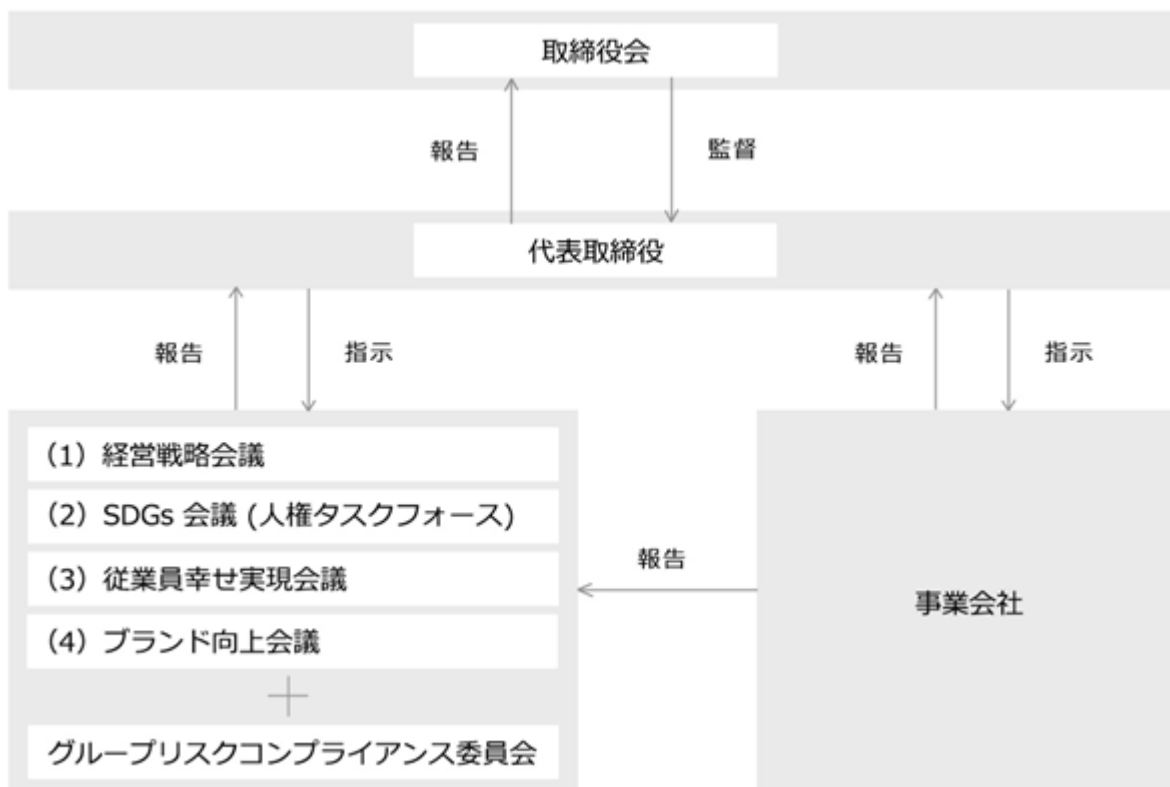 取締役会
報告
監督
代表取締役
報告
指示
報告
指示
(1) 経営戦略会議
(2) SDGs 会議 (人権タスクフォース)
(3) 従業員幸せ実現会議
(4) ブランド向上会議
+
グループリスクコンプライアンス委員会
報告
事業会社